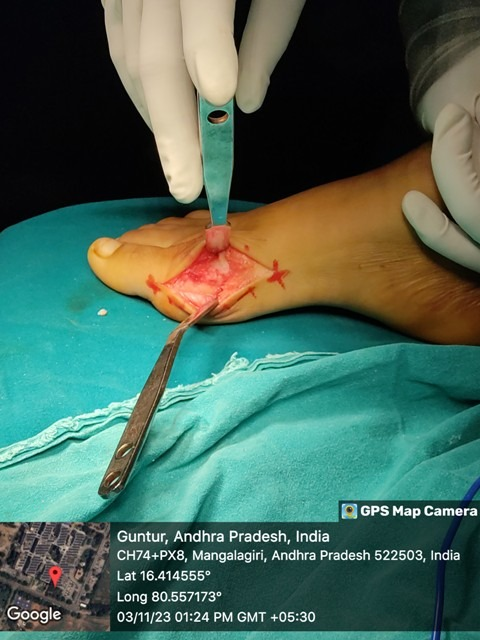 GPS Map Camera
Guntur, Andhra Pradesh, India
CH74+PX8, Mangalagiri, Andhra Pradesh 522503, India
Lat 16.414555°
Long 80.557173°
03/11/23 01:24 PM GMT +05:30
Google